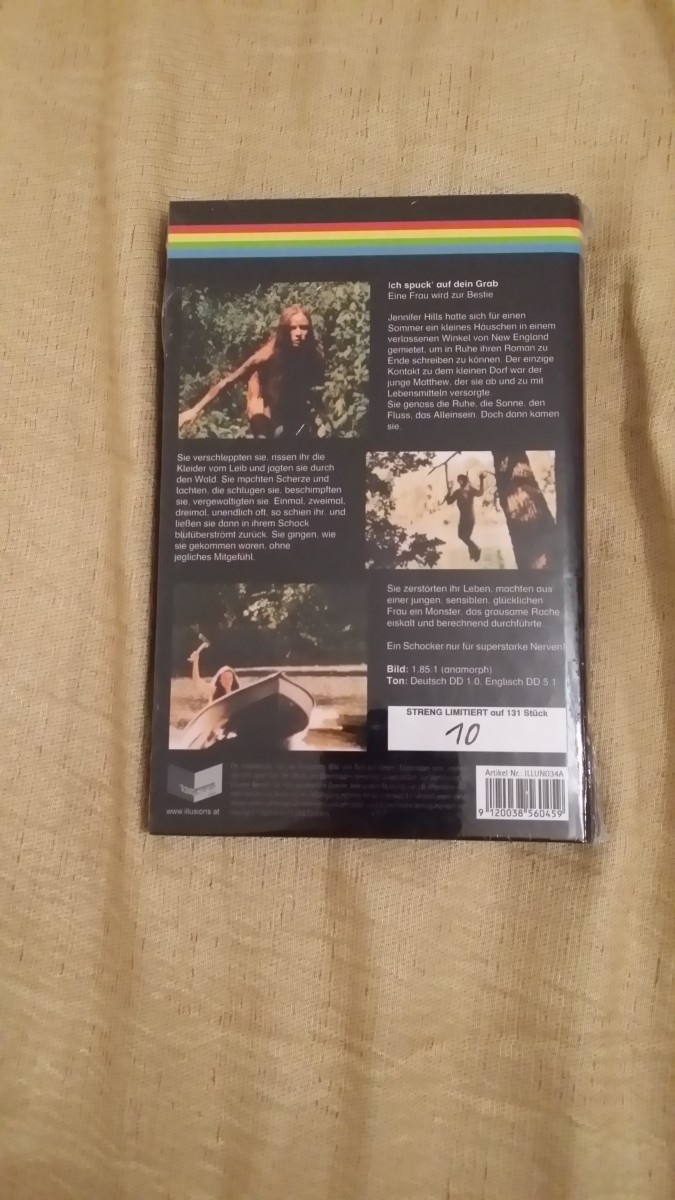 Ich spuck' auf dein Grab
Eine Frau wird zur Bestie
Jennifer Hills hatte sich für einen
Sommer ein kleines Häuschen in einem
verlassenen Winkel von New England
gemietet, um in Ruhe ihren Roman zu
Ende schreiben zu können. Der einzige
Kontakt zu dem kleinen Dorf war der
junge Matthew, der sie ab und zu mit
Lebensmitteln versorgte.
Sie genoss die Ruhe, die Sonne, den
Fluss, das Alleinsein. Doch dann kamen
sie.
Sie verschleppten sie, rissen ihr die
Kleider vom Leib und jagten sie durch
den Wald. Sie machten Scherze und
lachten, die schlugen sie, beschimpften
sie, vergewaltigten sie. Einmal, zweimal,
dreimal, unendlich oft, so schien ihr, und
ließen sie dann in ihrem Schock
blutüberströmt zurück. Sie gingen, wie
sie gekommen waren, ohne
jegliches Mitgefühl.
Sie zerstörten ihr Leben, machten aus
einer jungen, sensiblen, glücklichen
Frau ein Monster, das grausame Rache
eiskalt und berechnend durchführte.
Ein Schocker nur für superstarke Nerven!
Bild: 1.85:1 (anamorph)
Ton: Deutsch DD 1.0, Englisch DD 5.1
STRENG LIMITIERT auf 131 Stück
10
Artikel Nr.: ILLUN034A
9 120038 560459
www.illusions.at